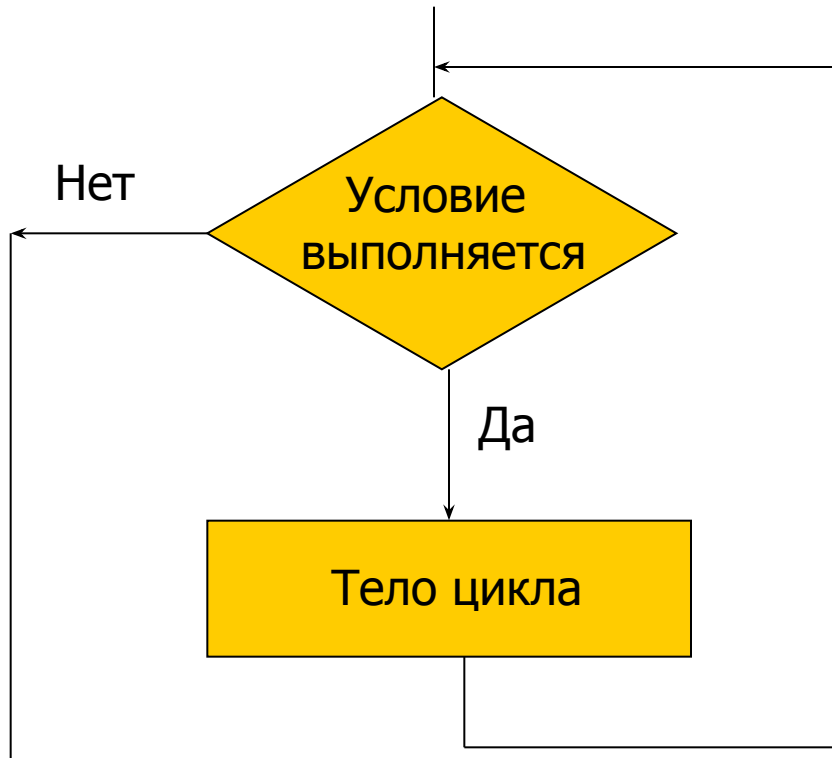 Нет
Условие
выполняется
Да
Тело цикла